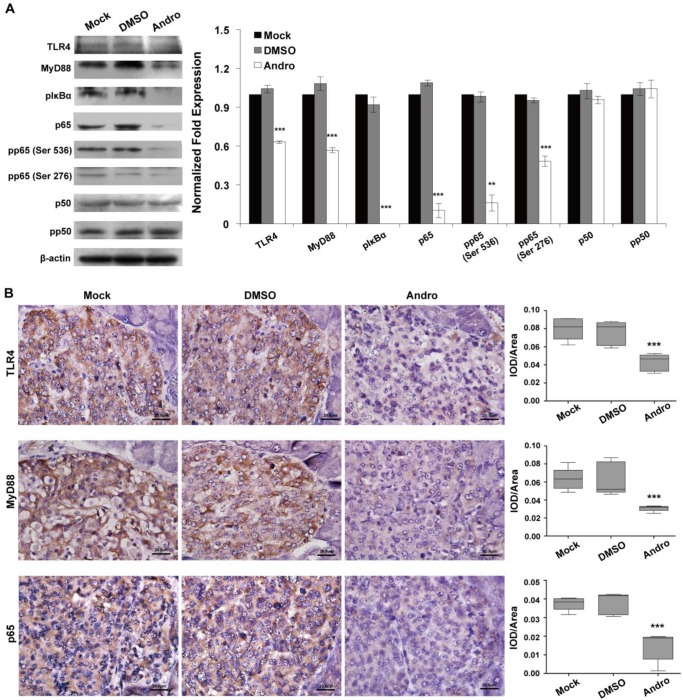 A
Mock DMSO Andro
TLR4
MyD88
pIκBα
p65
pp65 (Ser 536)
pp65 (Ser 276)
p50
pp50
β-actin
Normalized Fold Expression
1.5
1.2
0.9
0.6
0.3
0
Mock
DMSO
Andro
***
***
***
***
**
***
TLR4
MyD88
pIκBα
p65
pp65
(Ser 536)
pp65
(Ser 276)
p50
pp50
B
Mock DMSO Andro
TLR4
IOD/Area
0.10
0.08
0.06
0.04
0.02
0.00
***
Mock DMSO Andro
MyD88
IOD/Area
0.10
0.08
0.06
0.04
0.02
0.00
***
Mock DMSO Andro
p65
IOD/Area
0.05
0.04
0.03
0.02
0.01
0.00
***
Mock DMSO Andro